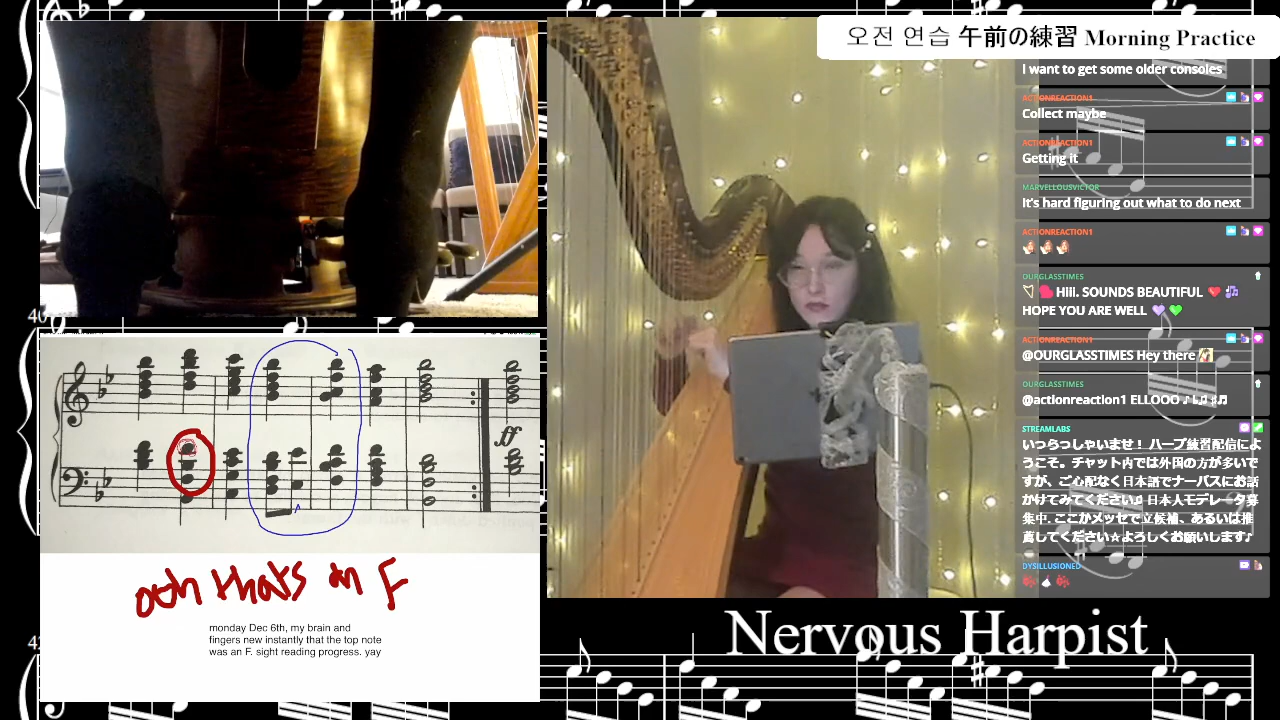 오전 연습 午前の練習 Morning Practice
I want to get some older consoles
ACTIONREACTION1
Collect maybe
ACTIONREACTION1
Getting it
MARVELLOUSVICTOR
It's hard figuring out what to do next
ACTIONREACTION1
OURGLASSTIMES
Hiii. SOUNDS BEAUTIFUL
HOPE YOU ARE WELL
ACTIONREACTION1
@OURGLASSTIMES Hey there
OURGLASSTIMES
@actionreaction1 ELLOOO
STREAMLABS
いつらっしゃいませ！ ハープ練習配信によ
うこそ。チャット内では外国の方が多いで
すが、ご心配なく日本語でナーバスにお話
かけてみてください♫ 日本人モデレータ募
集中. ここかメッセで立候補、あるいは推
薦してください☆よろしくお願いします♪
DYSILLUSIONED
40
ff
ooh thats an F
monday Dec 6th, my brain and
fingers new instantly that the top note
was an F. sight reading progress. yay
Nervous Harpist